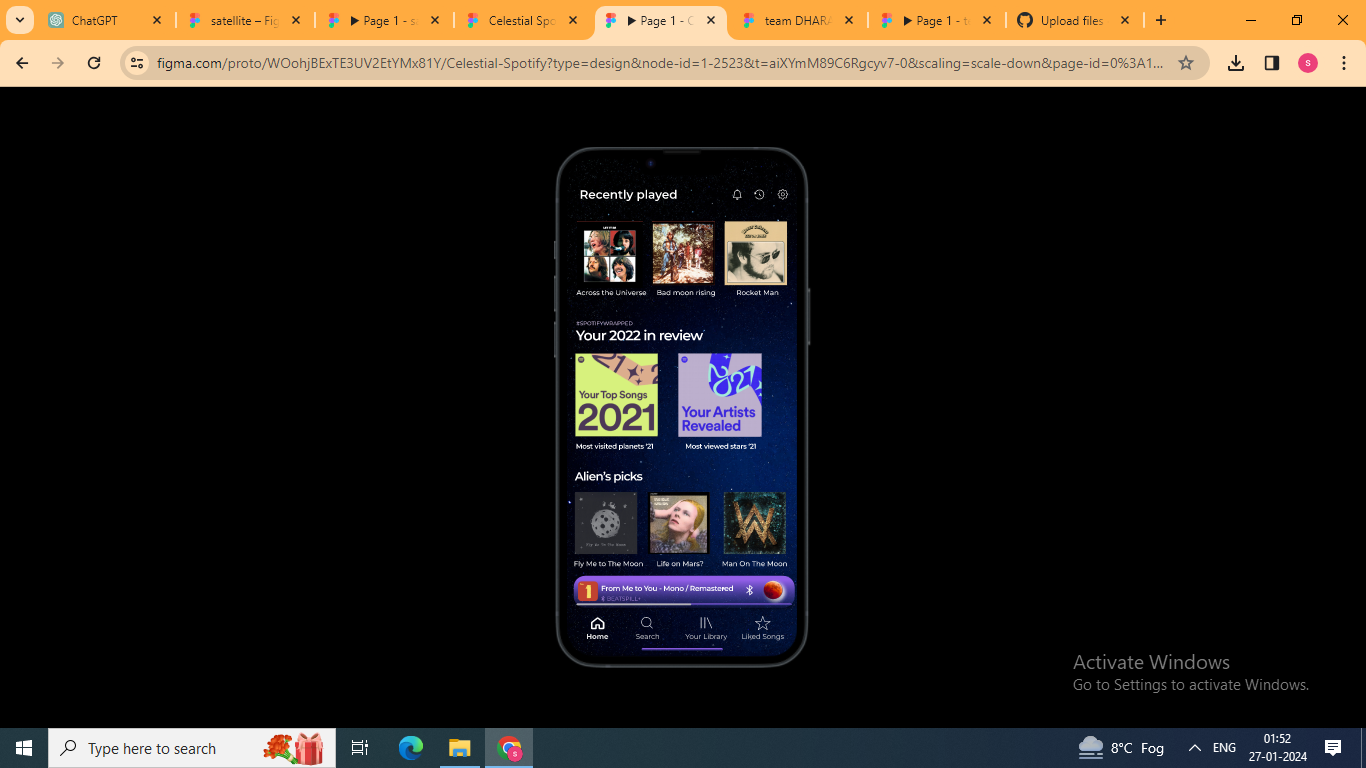 ChatGPT
satellite – Fig
Page 1 - s
Celestial Spo
Page 1 - C
team DHARA
Page 1 - t
Upload files
figma.com/proto/WOohjBExTE3UV2EtYMx81Y/Celestial-Spotify?type=design&node-id=1-2523&t=aiXYmM89C6Rgcyv7-0&scaling=scale-down&page-id=0%3A1...
S
Recently played
LET IT BE
Across the Universe
Bad moon rising
Rocket Man
#SPOTIFYWRAPPED
Your 2022 in review
Your Top Songs
2021
Your Artists
Revealed
Most visited planets '21
Most viewed stars '21
Alien's picks
Fly Me To The Moon
Fly Me to The Moon
Life on Mars?
Man On The Moon
1
From Me to You - Mono / Remastered
BEATSPILL+
Home
Search
Your Library
Liked Songs
Activate Windows
Go to Settings to activate Windows.
Type here to search
8°C Fog
ENG
01:52
27-01-2024